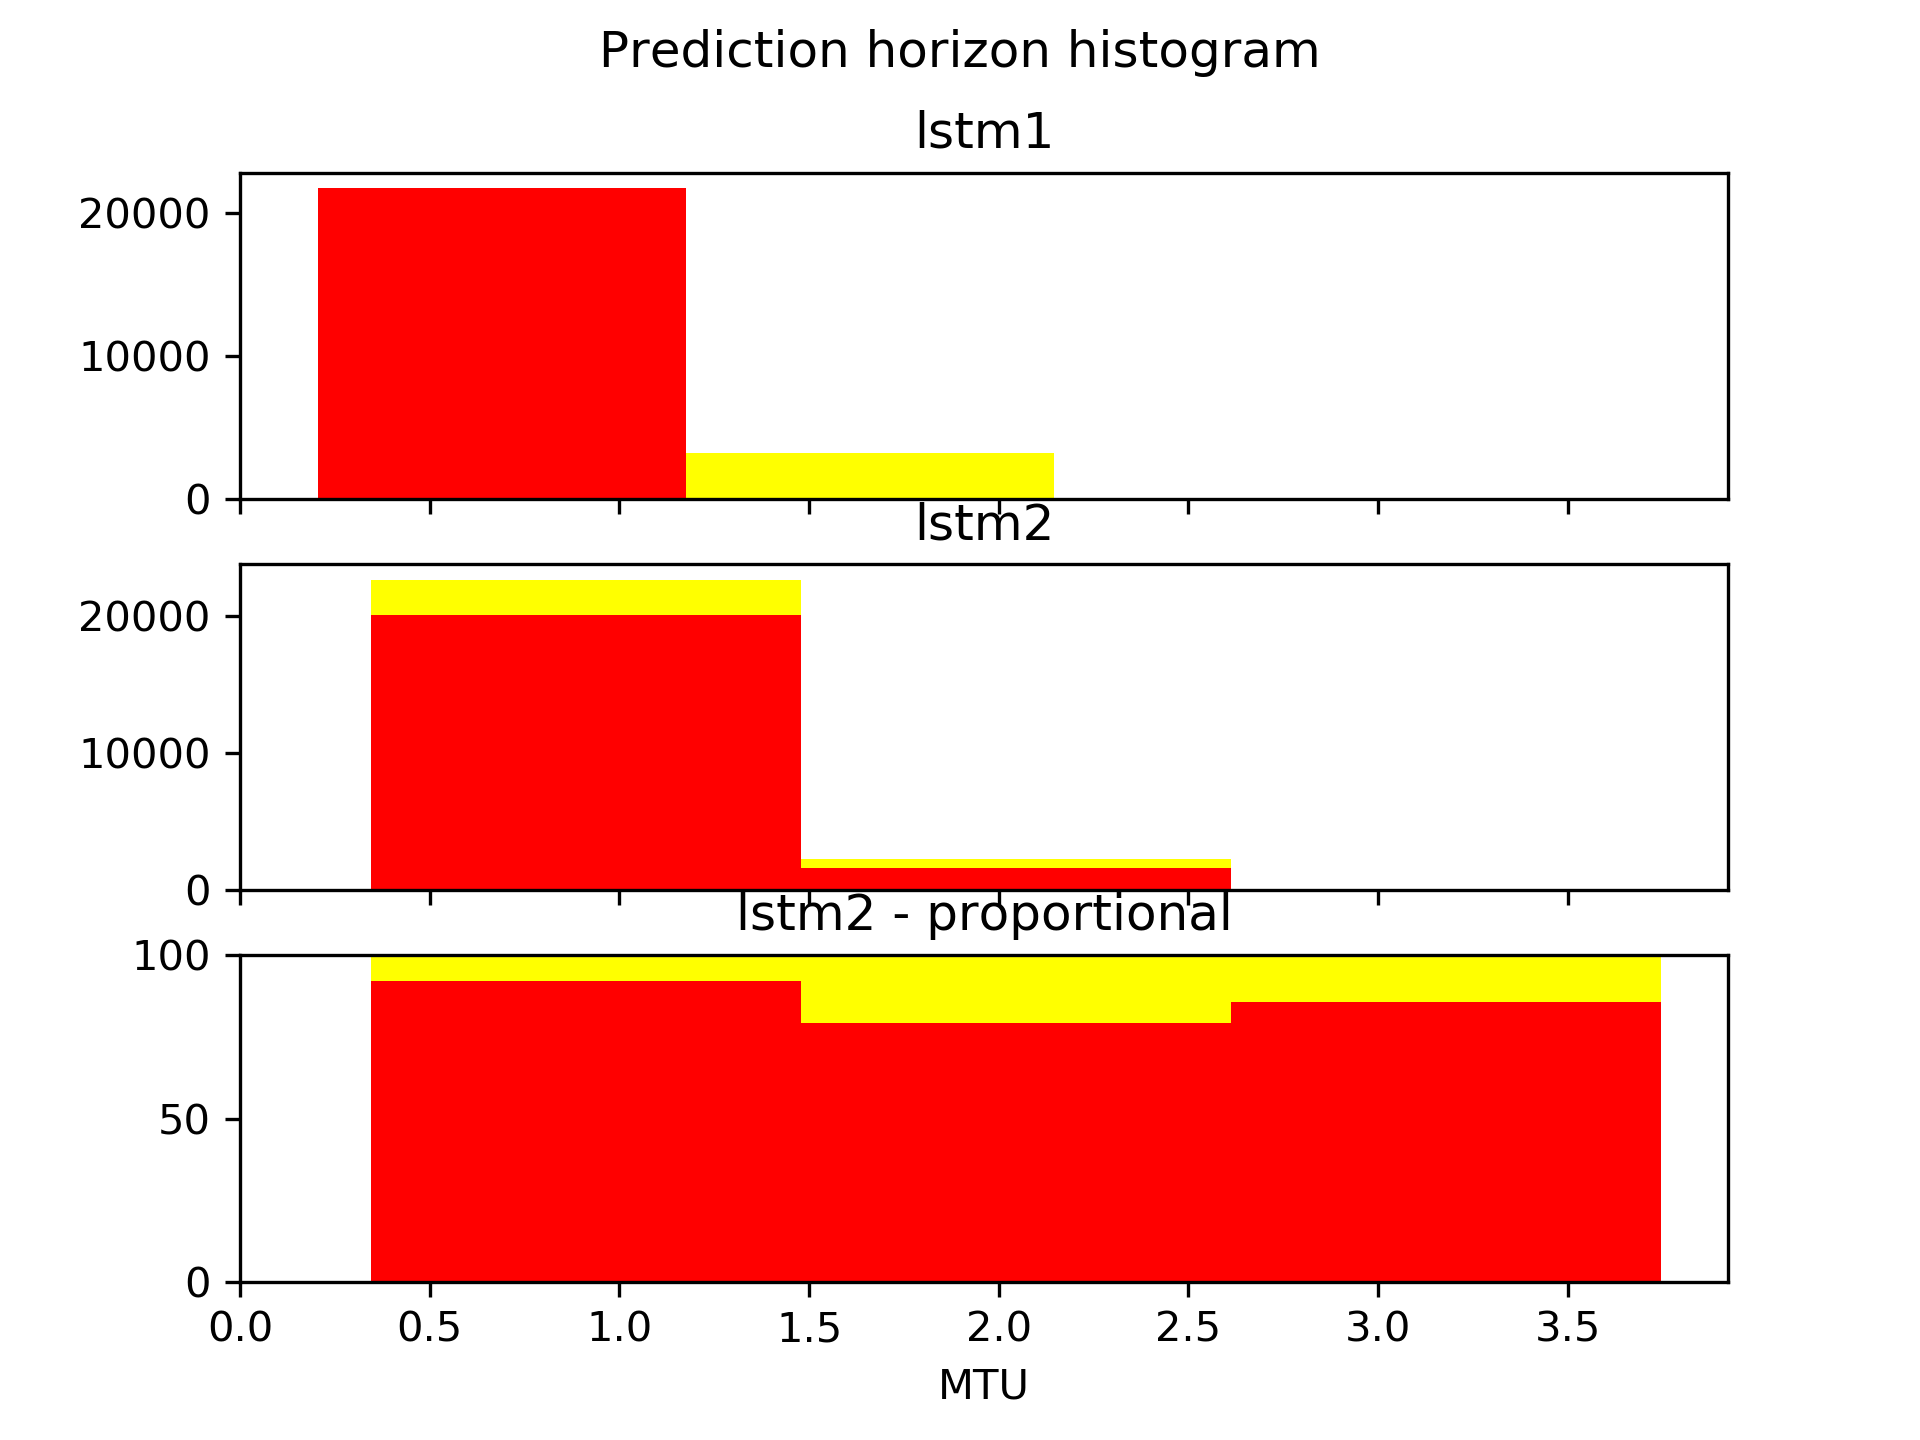 Prediction horizon histogram
lstm1
20000
10000
0
lstm2
20000
10000
0
lstm2 - proportional
100
50
0
0.0 0.5 1.0 1.5 2.0 2.5 3.0 3.5
MTU